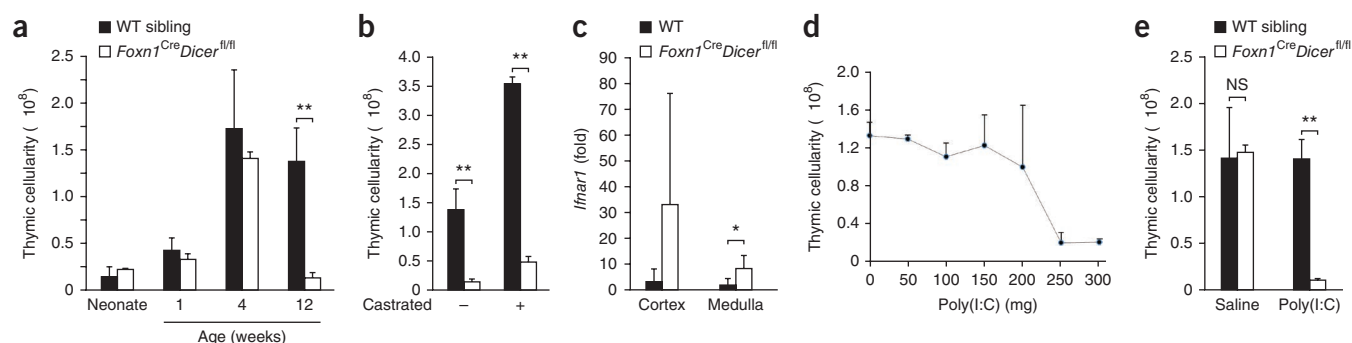 a
WT sibling
Foxn1CreDicerfl/fl
Thymic cellularity ( 108)
2.5
2.0
1.5
1.0
0.5
0
Neonate 1 4 12
Age (weeks)
**
b
Thymic cellularity ( 108)
4.0
3.5
3.0
2.5
2.0
1.5
1.0
0.5
0
**
**
Castrated – +
c
WT
Foxn1CreDicerfl/fl
Ifnar1 (fold)
90
80
70
60
50
40
30
20
10
0
*
Cortex Medulla
d
Thymic cellularity ( 108)
2.0
1.6
1.2
0.8
0.4
0
0 50 100 150 200 250 300
Poly(I:C) (mg)
e
WT sibling
Foxn1CreDicerfl/fl
Thymic cellularity ( 108)
2.5
2.0
1.5
1.0
0.5
0
NS
**
Saline Poly(I:C)